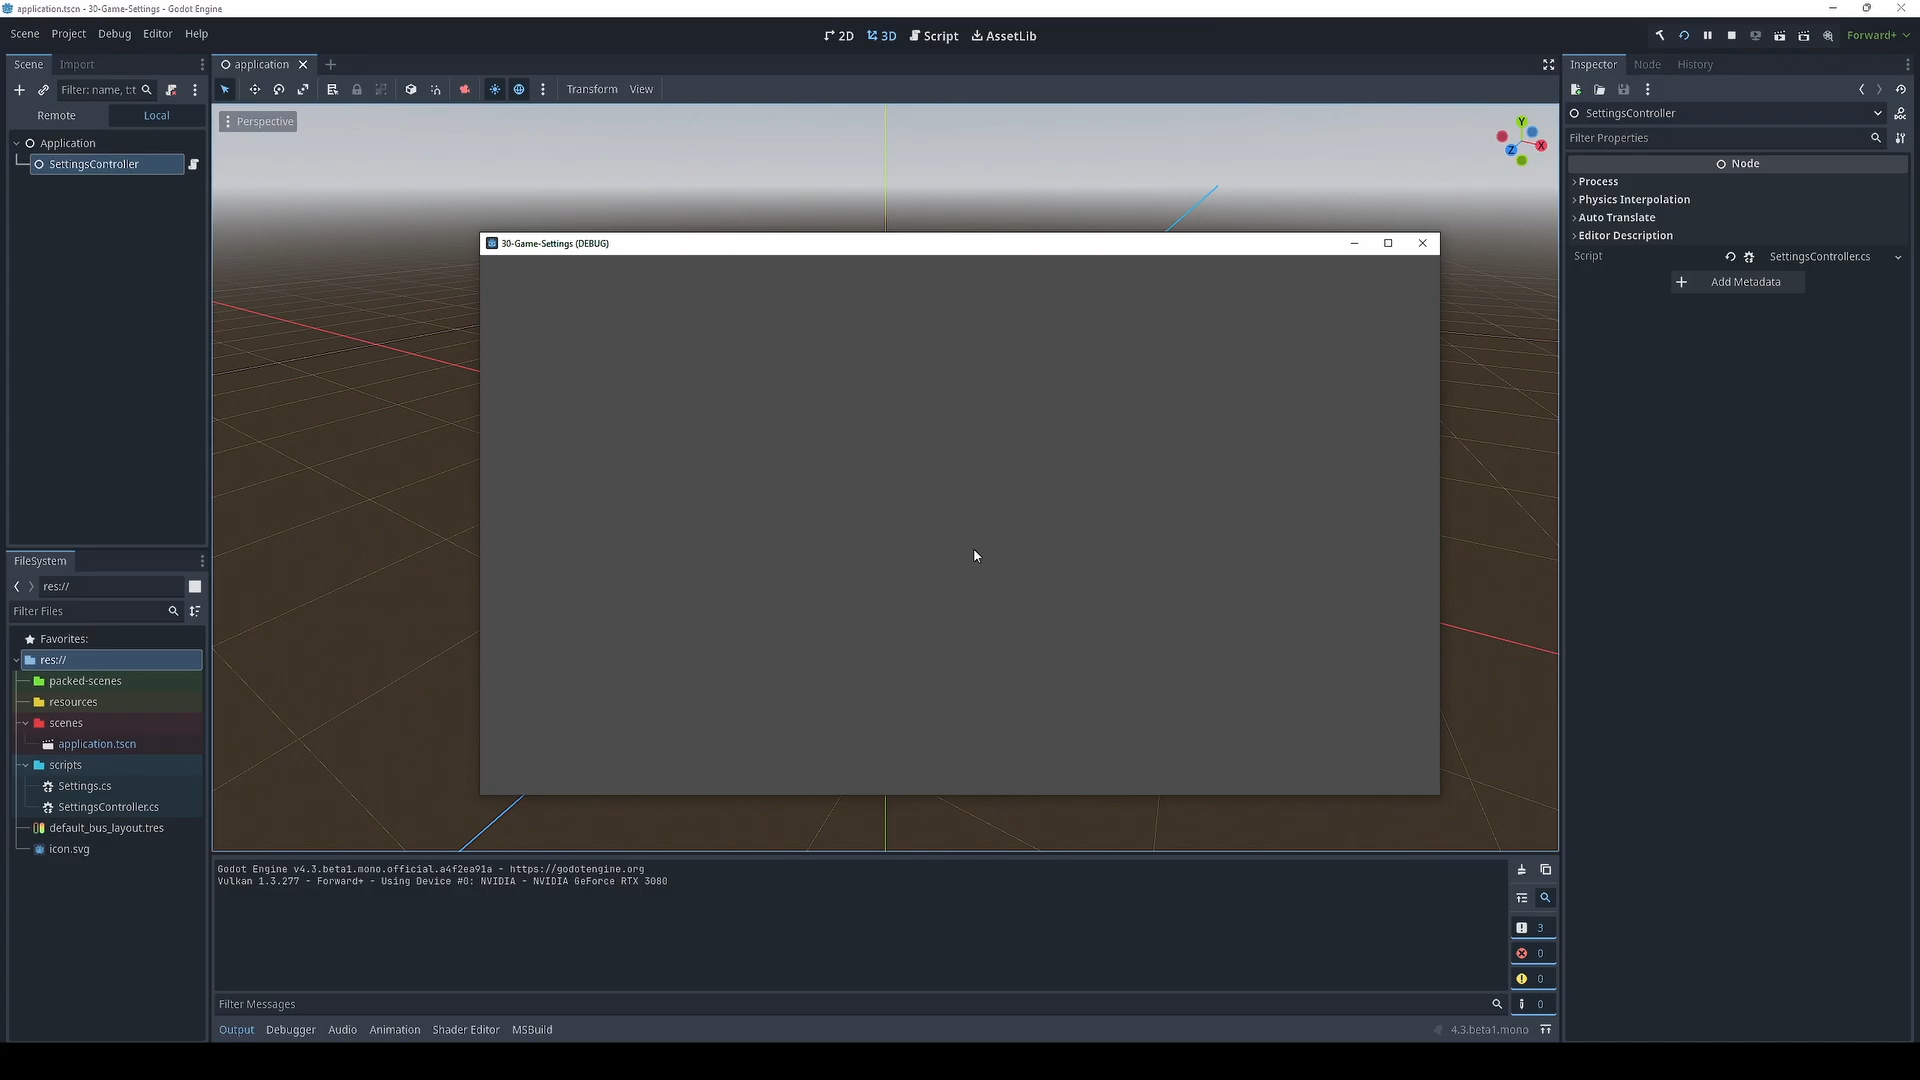 application.tscn - 30-Game-Settings - Godot Engine
Scene Project Debug Editor Help
2D 3D Script AssetLib
Forward+
Scene Import
application
Inspector Node History
Filter: name, t:t
Transform View
Remote Local
SettingsController
Perspective
Filter Properties
Y
X
Z
Application
SettingsController
Node
Process
Physics Interpolation
Auto Translate
Editor Description
Script SettingsController.cs
Add Metadata
30-Game-Settings (DEBUG)
FileSystem
res://
Filter Files
Favorites:
res://
packed-scenes
resources
scenes
application.tscn
scripts
Settings.cs
SettingsController.cs
default_bus_layout.tres
icon.svg
Godot Engine v4.3.beta1.mono.official.a4f2ea91a - https://godotengine.org
Vulkan 1.3.277 - Forward+ - Using Device #0: NVIDIA - NVIDIA GeForce RTX 3080
3
0
0
0
Filter Messages
Output Debugger Audio Animation Shader Editor MSBuild
4.3.beta1.mono